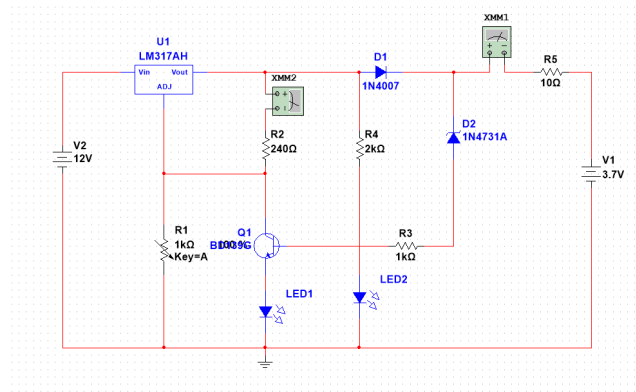 XMM1
U1
LM317AH
Vin Vout
ADJ
D1
1N4007
R5
10Ω
XMM2
R2
240Ω
R4
2kΩ
D2
1N4731A
V2
12V
V1
3.7V
R1
1kΩ
Key=A
Q1
BD139G
R3
1kΩ
LED1
LED2